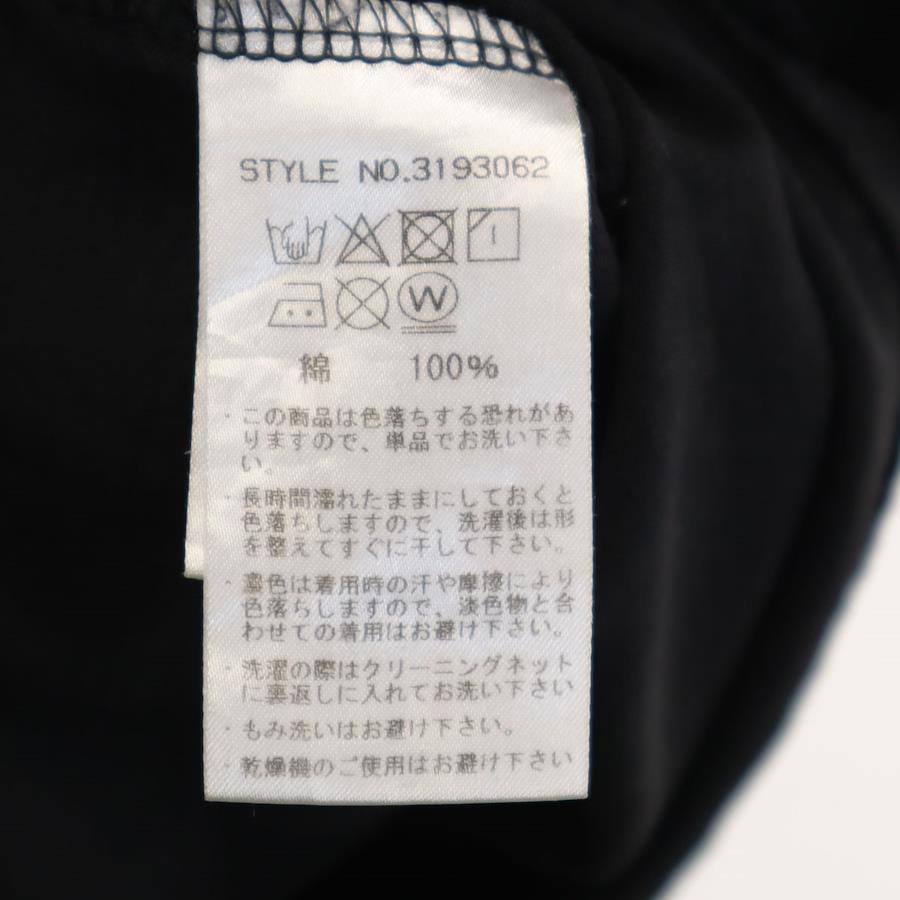 STYLE NO.3193062
W
綿 100%
・この商品は色落ちする恐れがあ
りますので、単品でお洗い下さ
い。
・長時間濡れたままにしておくと
色落ちしますので、洗濯後は形
を整えてすぐに干して下さい。
・濃色は着用時の汗や摩擦により
色落ちしますので、淡色物と合
わせての着用はお避け下さい。
・洗濯の際はクリーニングネット
に裏返しに入れてお洗い下さい
・もみ洗いはお避け下さい。
・乾燥機のご使用はお避け下さい